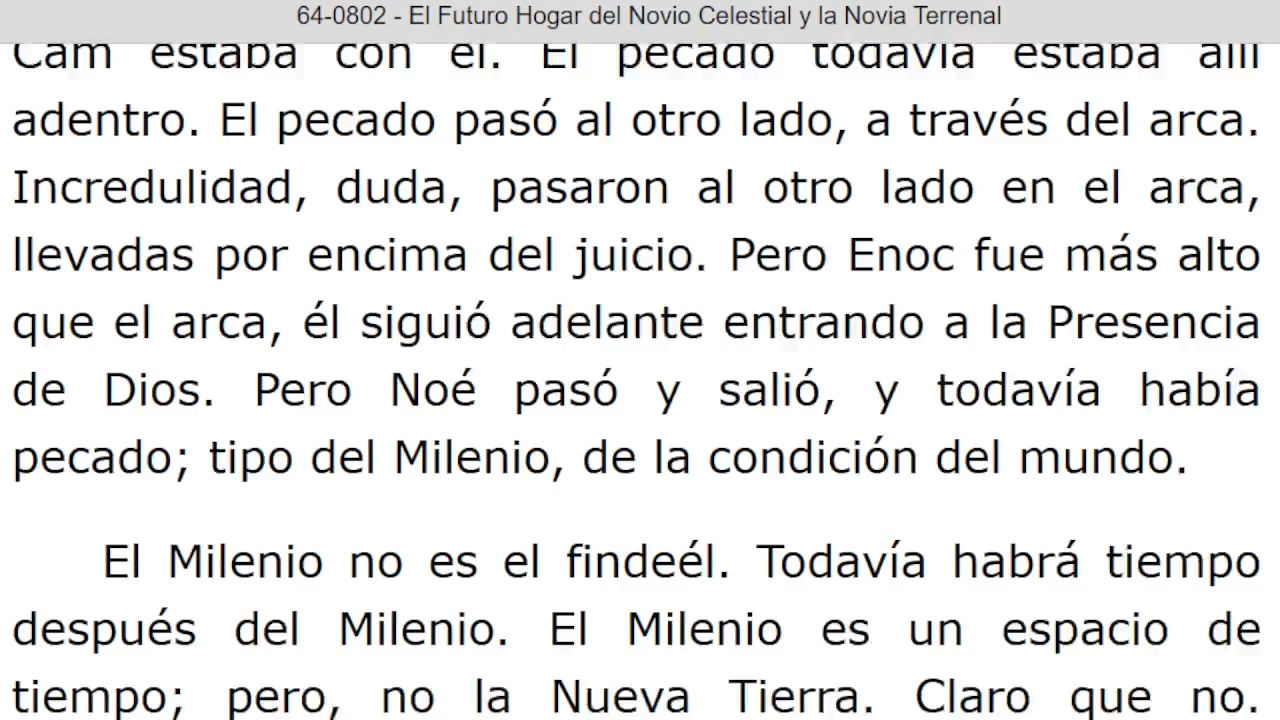 64-0802 - El Futuro Hogar del Novio Celestial y la Novia Terrenal
Cam estaba con él. El pecado todavía estaba allí
adentro. El pecado pasó al otro lado, a través del arca.
Incredulidad, duda, pasaron al otro lado en el arca,
llevadas por encima del juicio. Pero Enoc fue más alto
que el arca, él siguió adelante entrando a la Presencia
de Dios. Pero Noé pasó y salió, y todavía había
pecado; tipo del Milenio, de la condición del mundo.
El Milenio no es el findeél. Todavía habrá tiempo
después del Milenio. El Milenio es un espacio de
tiempo; pero, no la Nueva Tierra. Claro que no.